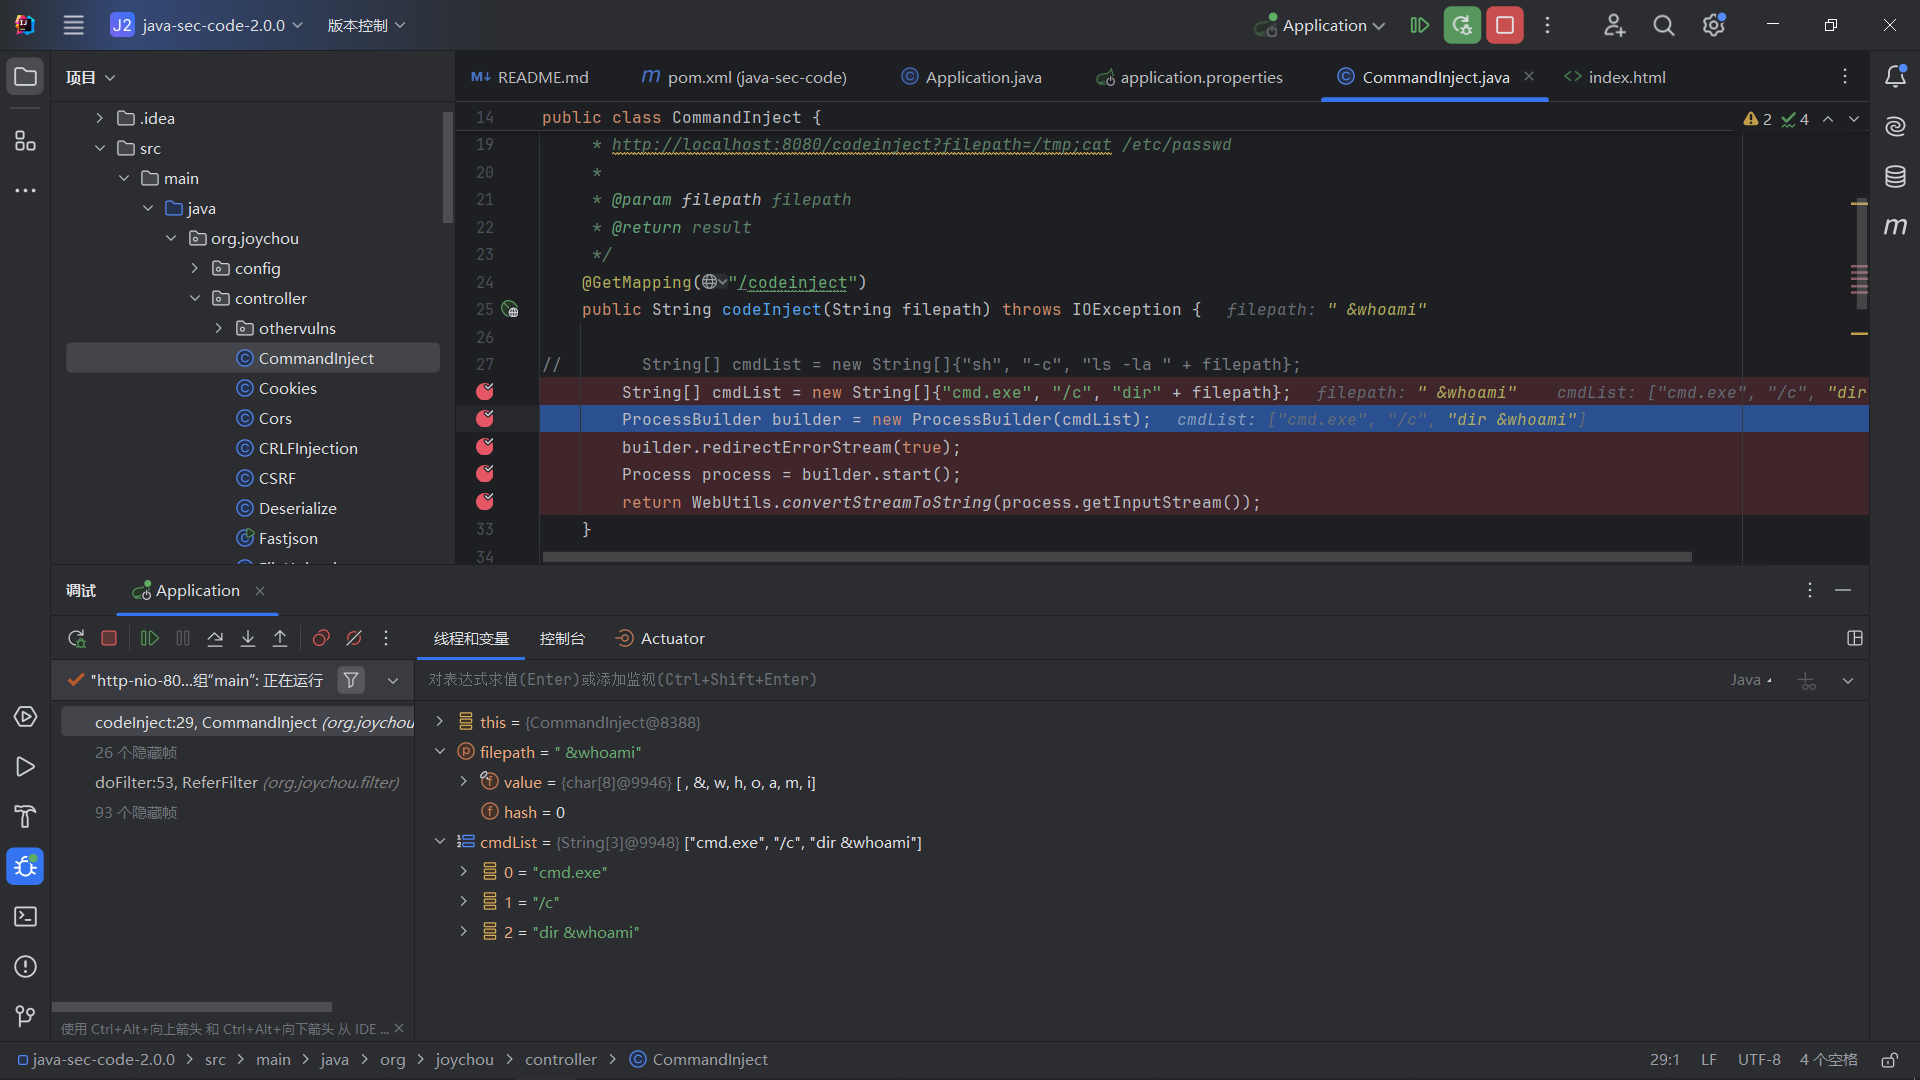 J2 java-sec-code-2.0.0 版本控制 Application
项目
README.md
pom.xml (java-sec-code)
Application.java
application.properties
CommandInject.java
index.html
.idea
src
main
java
org.joychou
config
controller
othervulns
CommandInject
Cookies
Cors
CRLFInjection
CSRF
Deserialize
Fastjson
14 public class CommandInject {
2 4
19 * http://localhost:8080/codeinject?filepath=/tmp;cat /etc/passwd
20 *
21 * @param filepath filepath
22 * @return result
23 */
24 @GetMapping("/codeinject")
25 public String codeInject(String filepath) throws IOException { filepath: " &whoami"
26
27 // String[] cmdList = new String[]{"sh", "-c", "ls -la " + filepath};
String[] cmdList = new String[]{"cmd.exe", "/c", "dir" + filepath}; filepath: " &whoami" cmdList: ["cmd.exe", "/c", "dir
ProcessBuilder builder = new ProcessBuilder(cmdList); cmdList: ["cmd.exe", "/c", "dir &whoami"]
builder.redirectErrorStream(true);
Process process = builder.start();
return WebUtils.convertStreamToString(process.getInputStream());
33 }
34
调试 Application
线程和变量 控制台 Actuator
"http-nio-80...组"main": 正在运行
codeInject:29, CommandInject (org.joychou
26 个隐藏帧
doFilter:53, ReferFilter (org.joychou.filter)
93 个隐藏帧
对表达式求值(Enter)或添加监视(Ctrl+Shift+Enter) Java
this = {CommandInject@8388}
filepath = " &whoami"
value = {char[8]@9946} [ , &, w, h, o, a, m, i]
hash = 0
cmdList = {String[3]@9948} ["cmd.exe", "/c", "dir &whoami"]
0 = "cmd.exe"
1 = "/c"
2 = "dir &whoami"
使用 Ctrl+Alt+向上箭头 和 Ctrl+Alt+向下箭头 从 IDE ...
java-sec-code-2.0.0 > src > main > java > org > joychou > controller > CommandInject
29:1 LF UTF-8 4 个空格